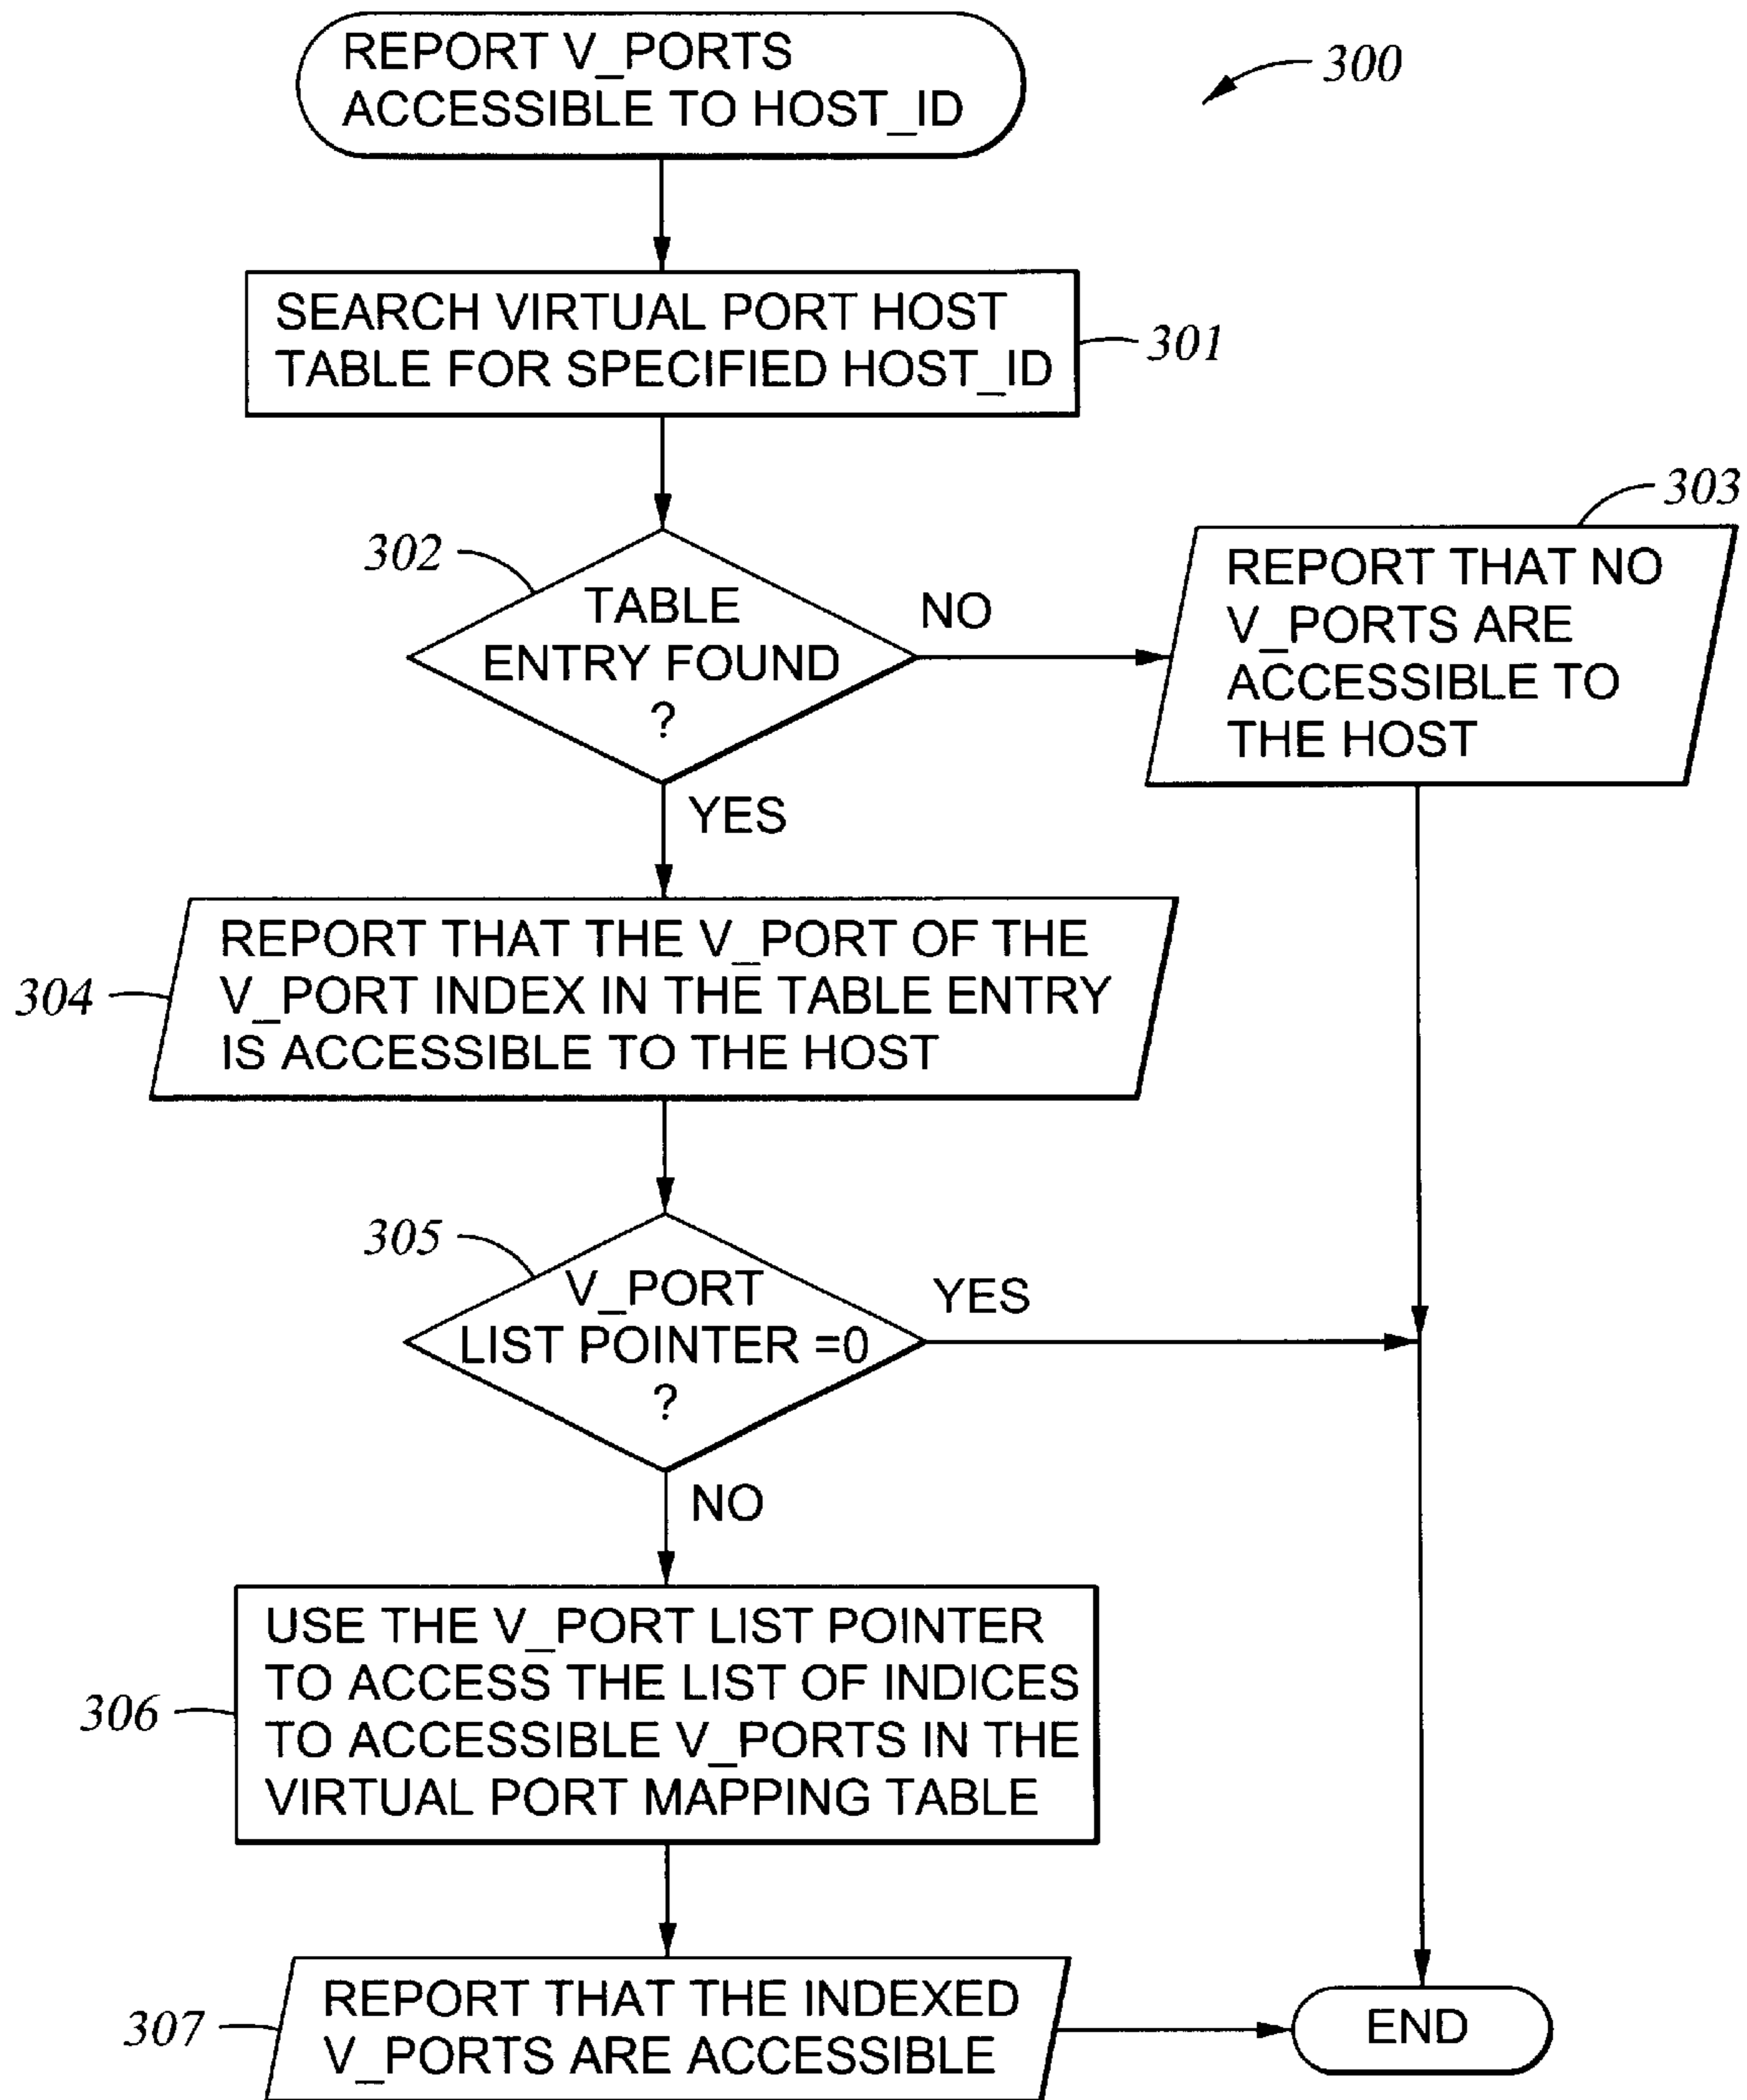 REPORT V_PORTS
ACCESSIBLE TO HOST_ID
300
SEARCH VIRTUAL PORT HOST
TABLE FOR SPECIFIED HOST_ID
301
302
TABLE
ENTRY FOUND
?
NO
303
REPORT THAT NO
V_PORTS ARE
ACCESSIBLE TO
THE HOST
YES
304
REPORT THAT THE V_PORT OF THE
V_PORT INDEX IN THE TABLE ENTRY
IS ACCESSIBLE TO THE HOST
305
V_PORT
LIST POINTER =0
?
YES
NO
306
USE THE V_PORT LIST POINTER
TO ACCESS THE LIST OF INDICES
TO ACCESSIBLE V_PORTS IN THE
VIRTUAL PORT MAPPING TABLE
307
REPORT THAT THE INDEXED
V_PORTS ARE ACCESSIBLE
END